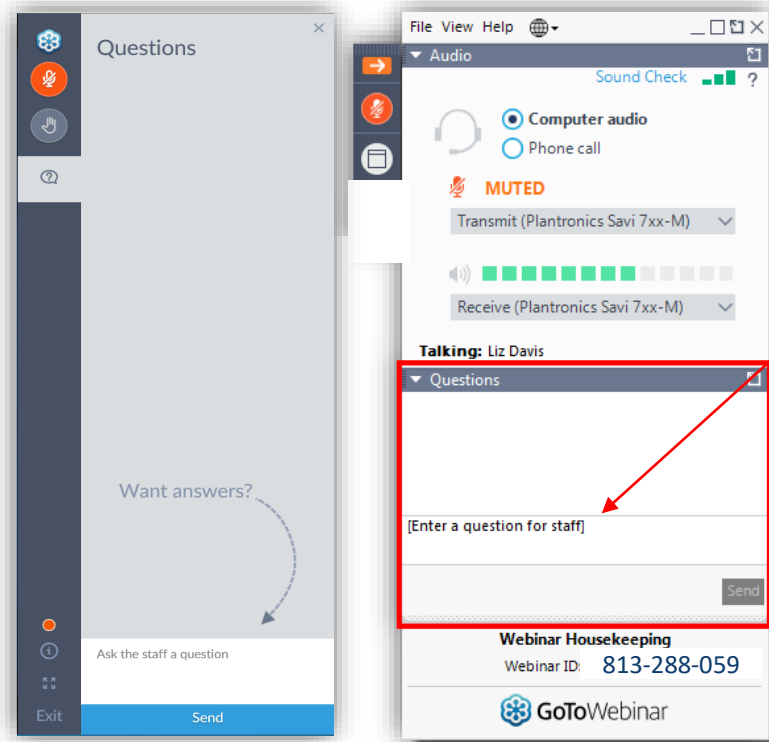 Questions
Want answers?
Ask the staff a question
Send
Exit
File View Help
Audio
Sound Check ?
Computer audio
Phone call
MUTED
Transmit (Plantronics Savi 7xx-M)
Receive (Plantronics Savi 7xx-M)
Talking: Liz Davis
Questions
[Enter a question for staff]
Send
Webinar Housekeeping
Webinar ID: 813-288-059
GoToWebinar